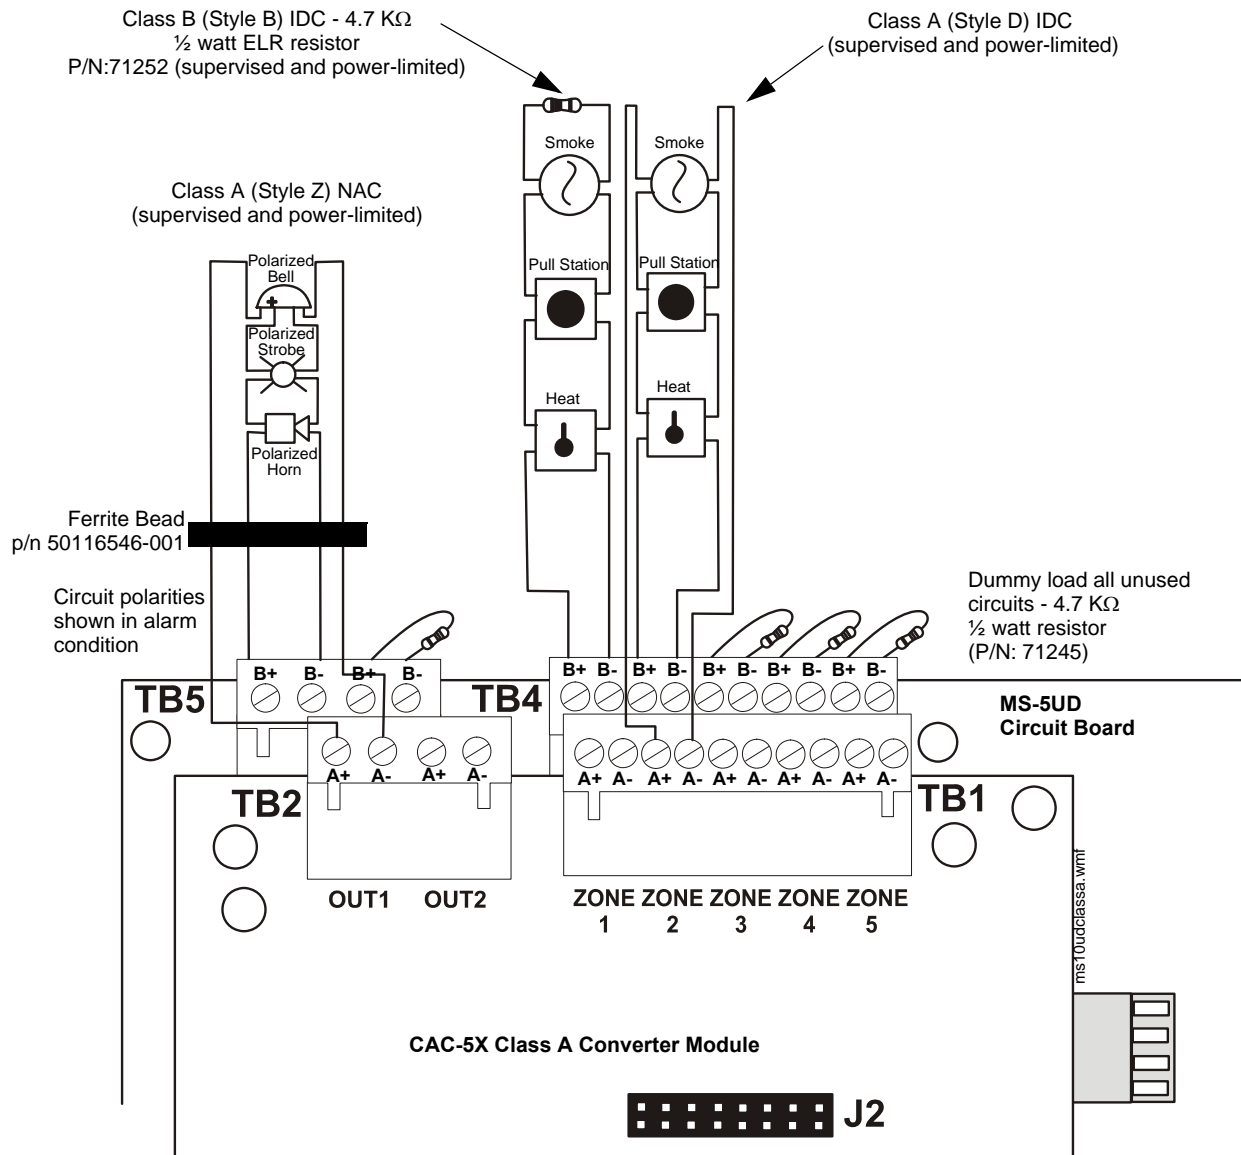 Class B (Style B) IDC - 4.7 KΩ
½ watt ELR resistor
P/N:71252 (supervised and power-limited)
Class A (Style D) IDC
(supervised and power-limited)
Smoke
Smoke
Class A (Style Z) NAC
(supervised and power-limited)
Polarized
Bell
+
Pull Station
Pull Station
Polarized
Strobe
Heat
Heat
Polarized
Horn
Ferrite Bead
p/n 50116546-001
Circuit polarities
shown in alarm
condition
Dummy load all unused
circuits - 4.7 KΩ
½ watt resistor
(P/N: 71245)
TB5
B+ B- B+ B-
TB4
B+ B- B+ B- B+ B- B+ B- B+ B-
MS-5UD
Circuit Board
TB2
A+ A- A+ A-
A+ A- A+ A- A+ A- A+ A- A+ A-
TB1
OUT1 OUT2
ZONE ZONE ZONE ZONE ZONE
1 2 3 4 5
ms10udclassa.wmf
CAC-5X Class A Converter Module
J2